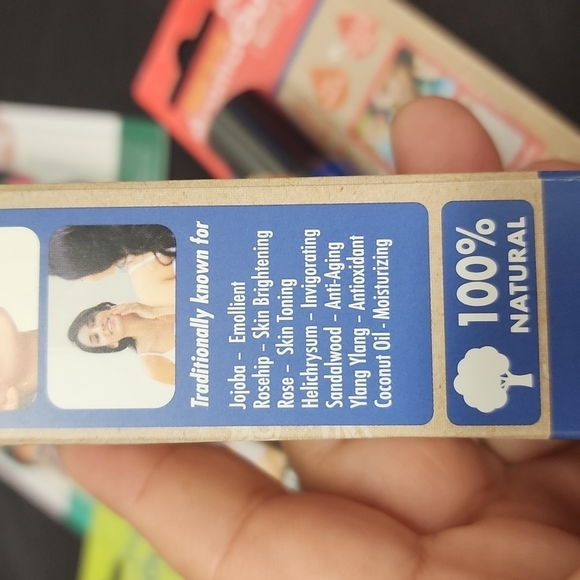 Traditionally known for
Jojoba – Emollient
Rosehip – Skin Brightening
Rose – Skin Toning
Helichrysum – Invigorating
Sandalwood – Anti-Aging
Ylang Ylang – Antioxidant
Coconut Oil - Moisturizing
100%
NATURAL